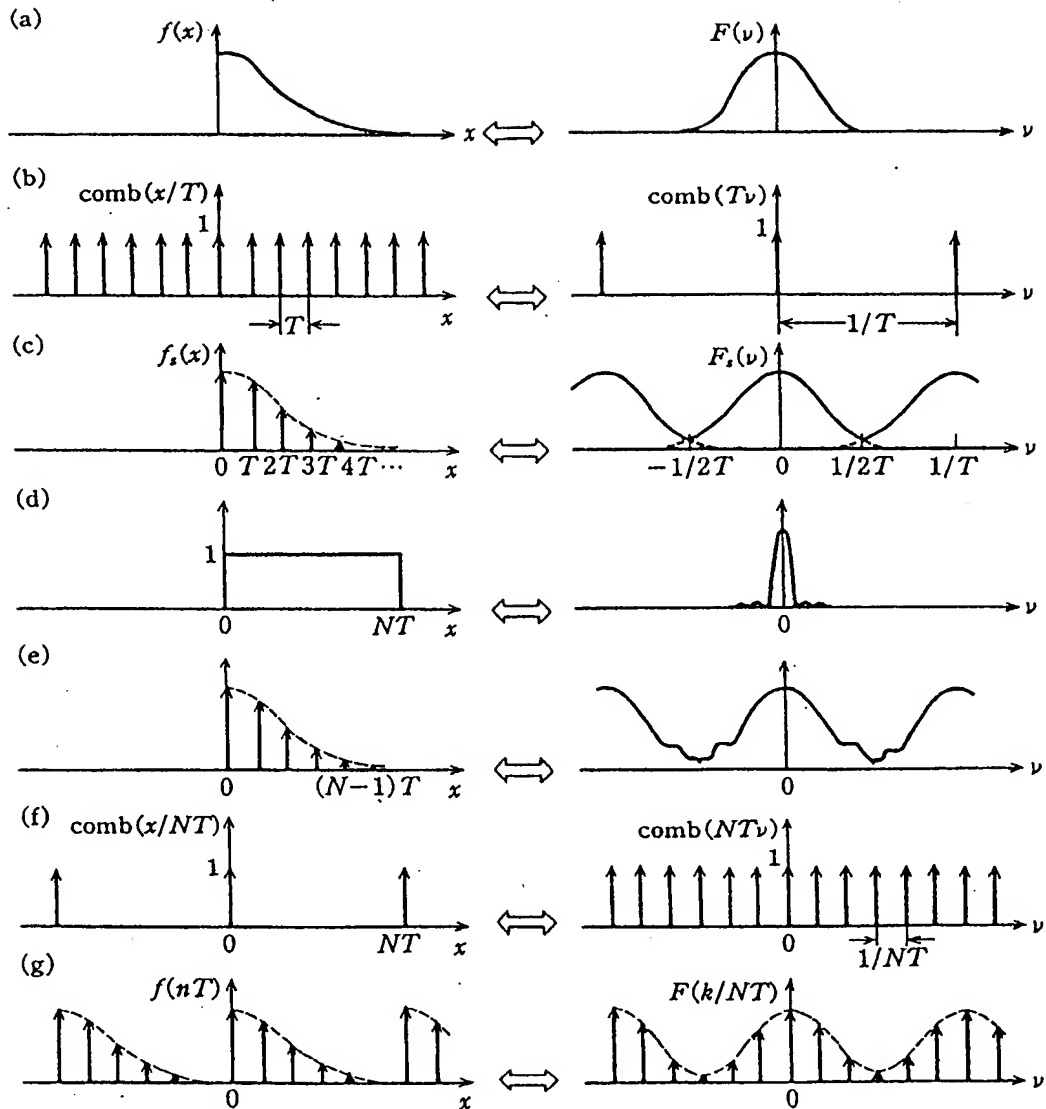 (a)
f(x)
F(ν)
x
ν
(b)
comb(x/T)
comb(Tν)
1
1
T
x
1/T
ν
(c)
f_s(x)
F_s(ν)
0 T 2T 3T 4T ···
x
−1/2T 0 1/2T 1/T
ν
(d)
1
0 NT x
0
ν
(e)
0 (N−1)T x
0
ν
(f)
comb(x/NT)
comb(NTν)
1
1
0 NT x
0 1/NT
ν
(g)
f(nT)
F(k/NT)
0 x
0 ν